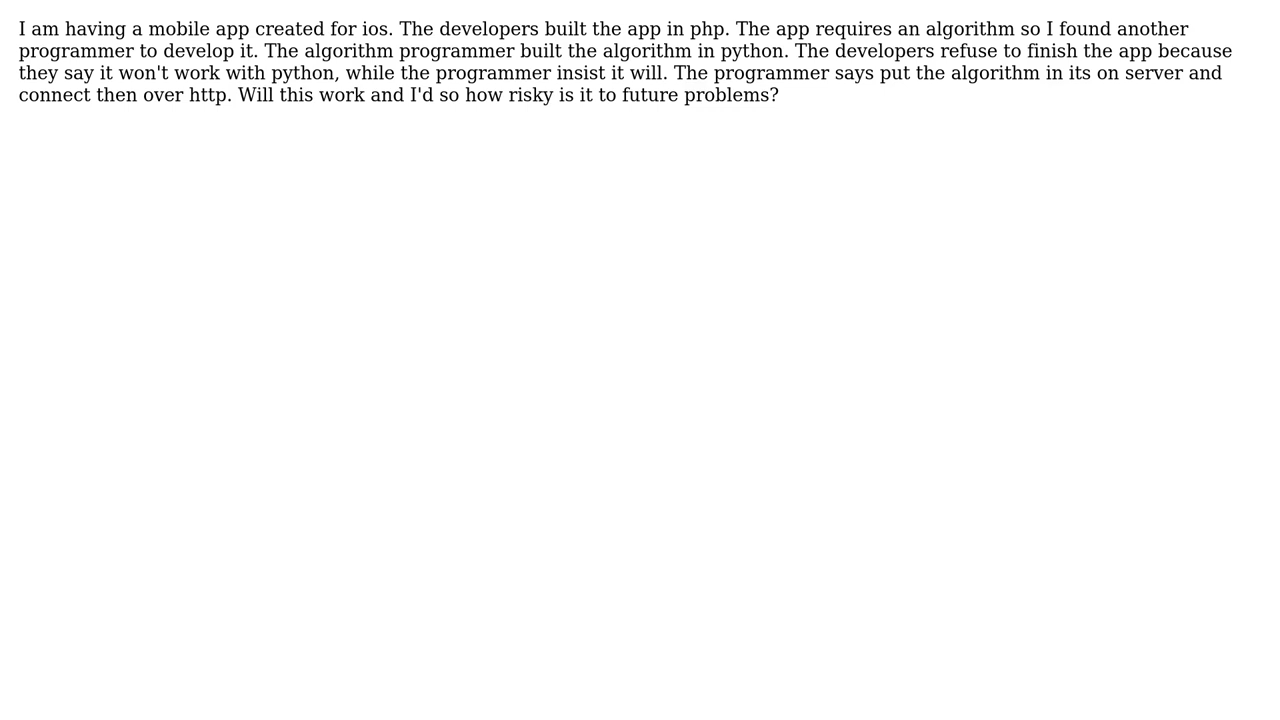 I am having a mobile app created for ios. The developers built the app in php. The app requires an algorithm so I found another
programmer to develop it. The algorithm programmer built the algorithm in python. The developers refuse to finish the app because
they say it won't work with python, while the programmer insist it will. The programmer says put the algorithm in its on server and
connect then over http. Will this work and I'd so how risky is it to future problems?